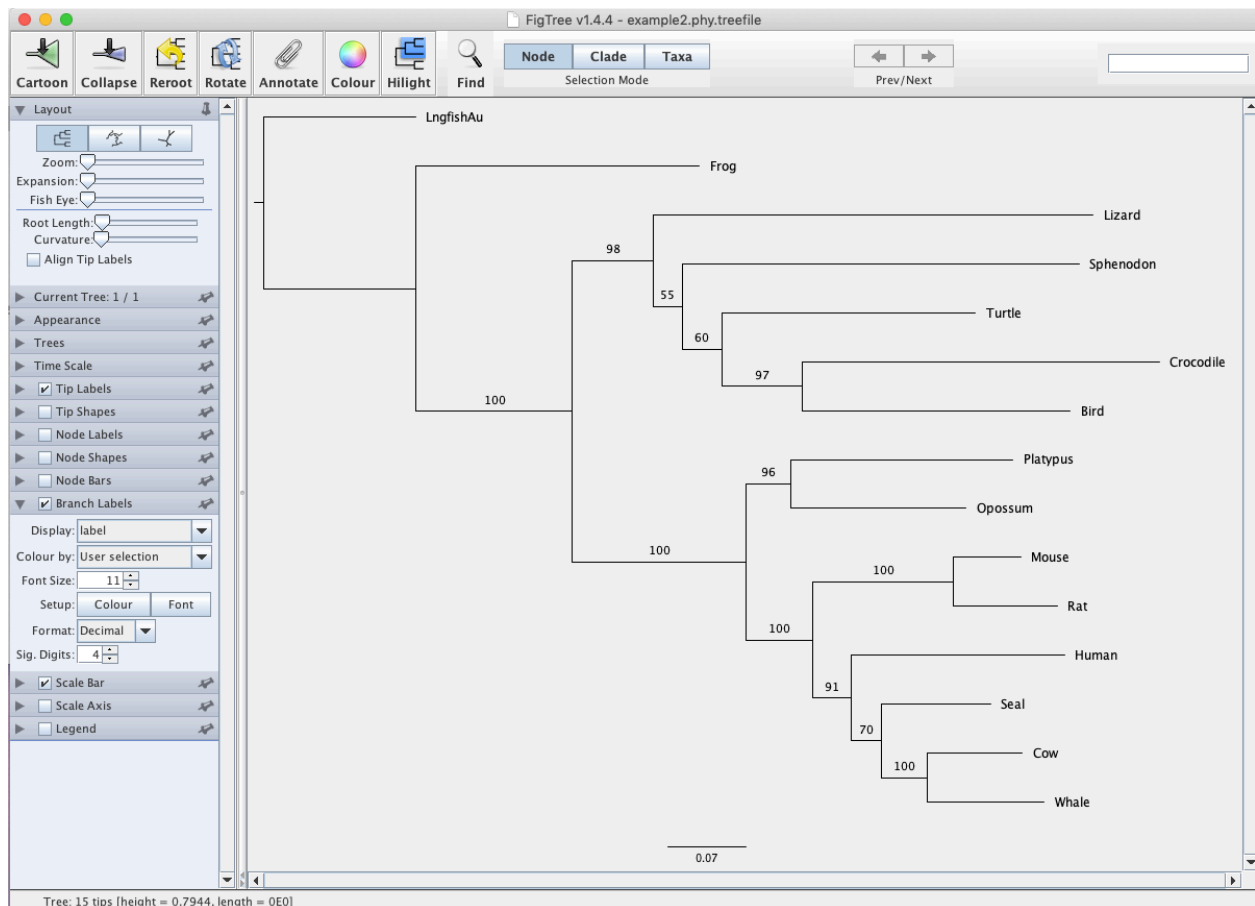 FigTree v1.4.4 - example2.phy.treefile
Cartoon Collapse Reroot Rotate Annotate Colour Hilight Find
Node Clade Taxa
Selection Mode
Prev/Next
Layout
Zoom:
Expansion:
Fish Eye:
Root Length:
Curvature:
Align Tip Labels
Current Tree: 1 / 1
Appearance
Trees
Time Scale
Tip Labels
Tip Shapes
Node Labels
Node Shapes
Node Bars
Branch Labels
Display: label
Colour by: User selection
Font Size: 11
Setup: Colour Font
Format: Decimal
Sig. Digits: 4
Scale Bar
Scale Axis
Legend
LngfishAu
Frog
Lizard
98
Sphenodon
55
Turtle
60
Crocodile
97
Bird
100
Platypus
96
Opossum
100
Mouse
100
Rat
100
Human
91
Seal
70
Cow
100
Whale
0.07
Tree: 15 tips [height = 0.7944, length = 0E0]